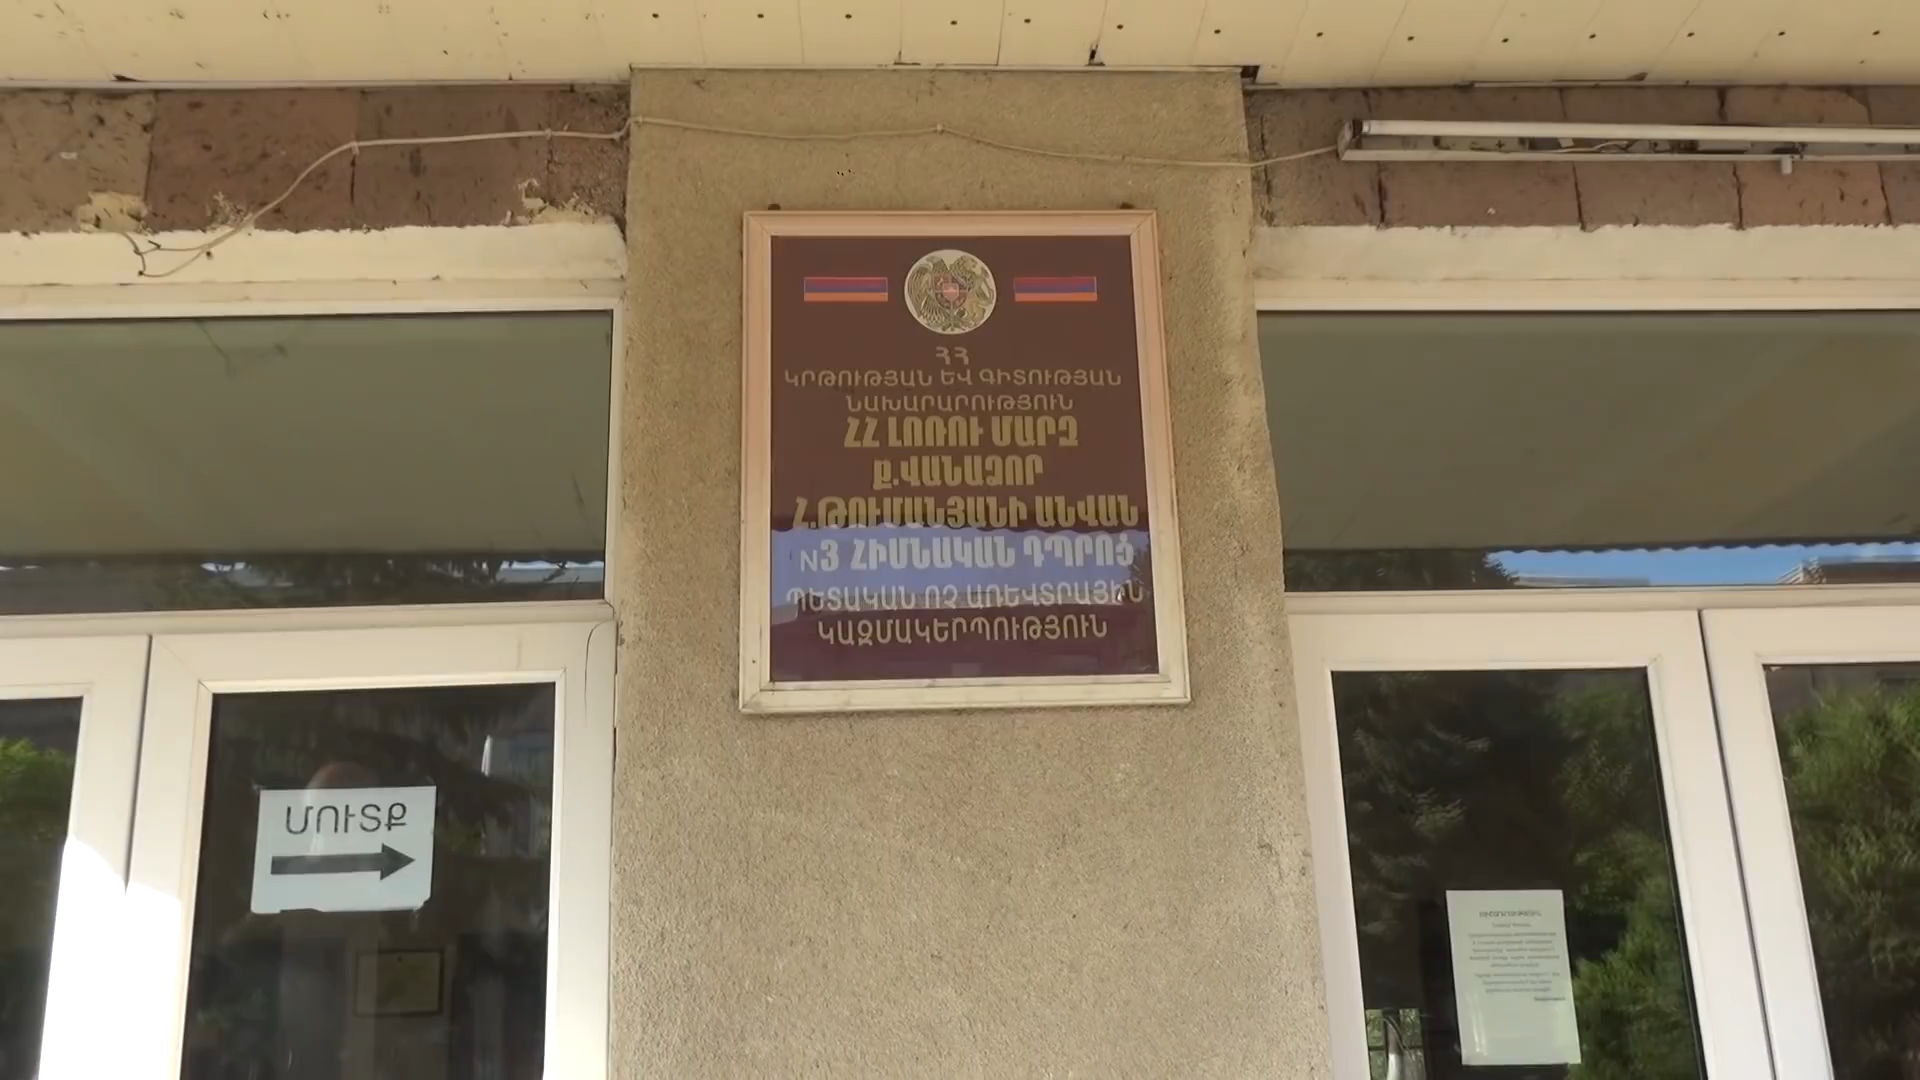 ՀՀ
ԿՐԹՈՒԹՅԱՆ ԵՎ ԳԻՏՈՒԹՅԱՆ
ՆԱԽԱՐԱՐՈՒԹՅՈՒՆ
ՀՀ ԼՈՌՈՒ ՄԱՐԶ
Ք.ՎԱՆԱՁՈՐ
Հ.ԹՈՒՄԱՆՅԱՆԻ ԱՆՎԱՆ
N3 ՀԻՄՆԱԿԱՆ ԴՊՐՈՑ
ՊԵՏԱԿԱՆ ՈՉ ԱՌԵՎՏՐԱՅԻՆ
ԿԱԶՄԱԿԵՐՊՈՒԹՅՈՒՆ
ՄՈՒՏՔ